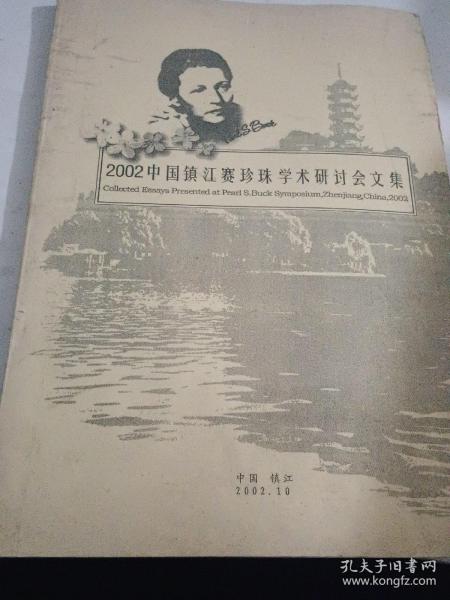 S. Buck
2002中国镇江赛珍珠学术研讨会文集
Collected Essays Presented at Pearl S.Buck Symposium,Zhenjiang,China,2002
中国 镇江
2002.10
孔夫子旧书网
www.kongfz.com